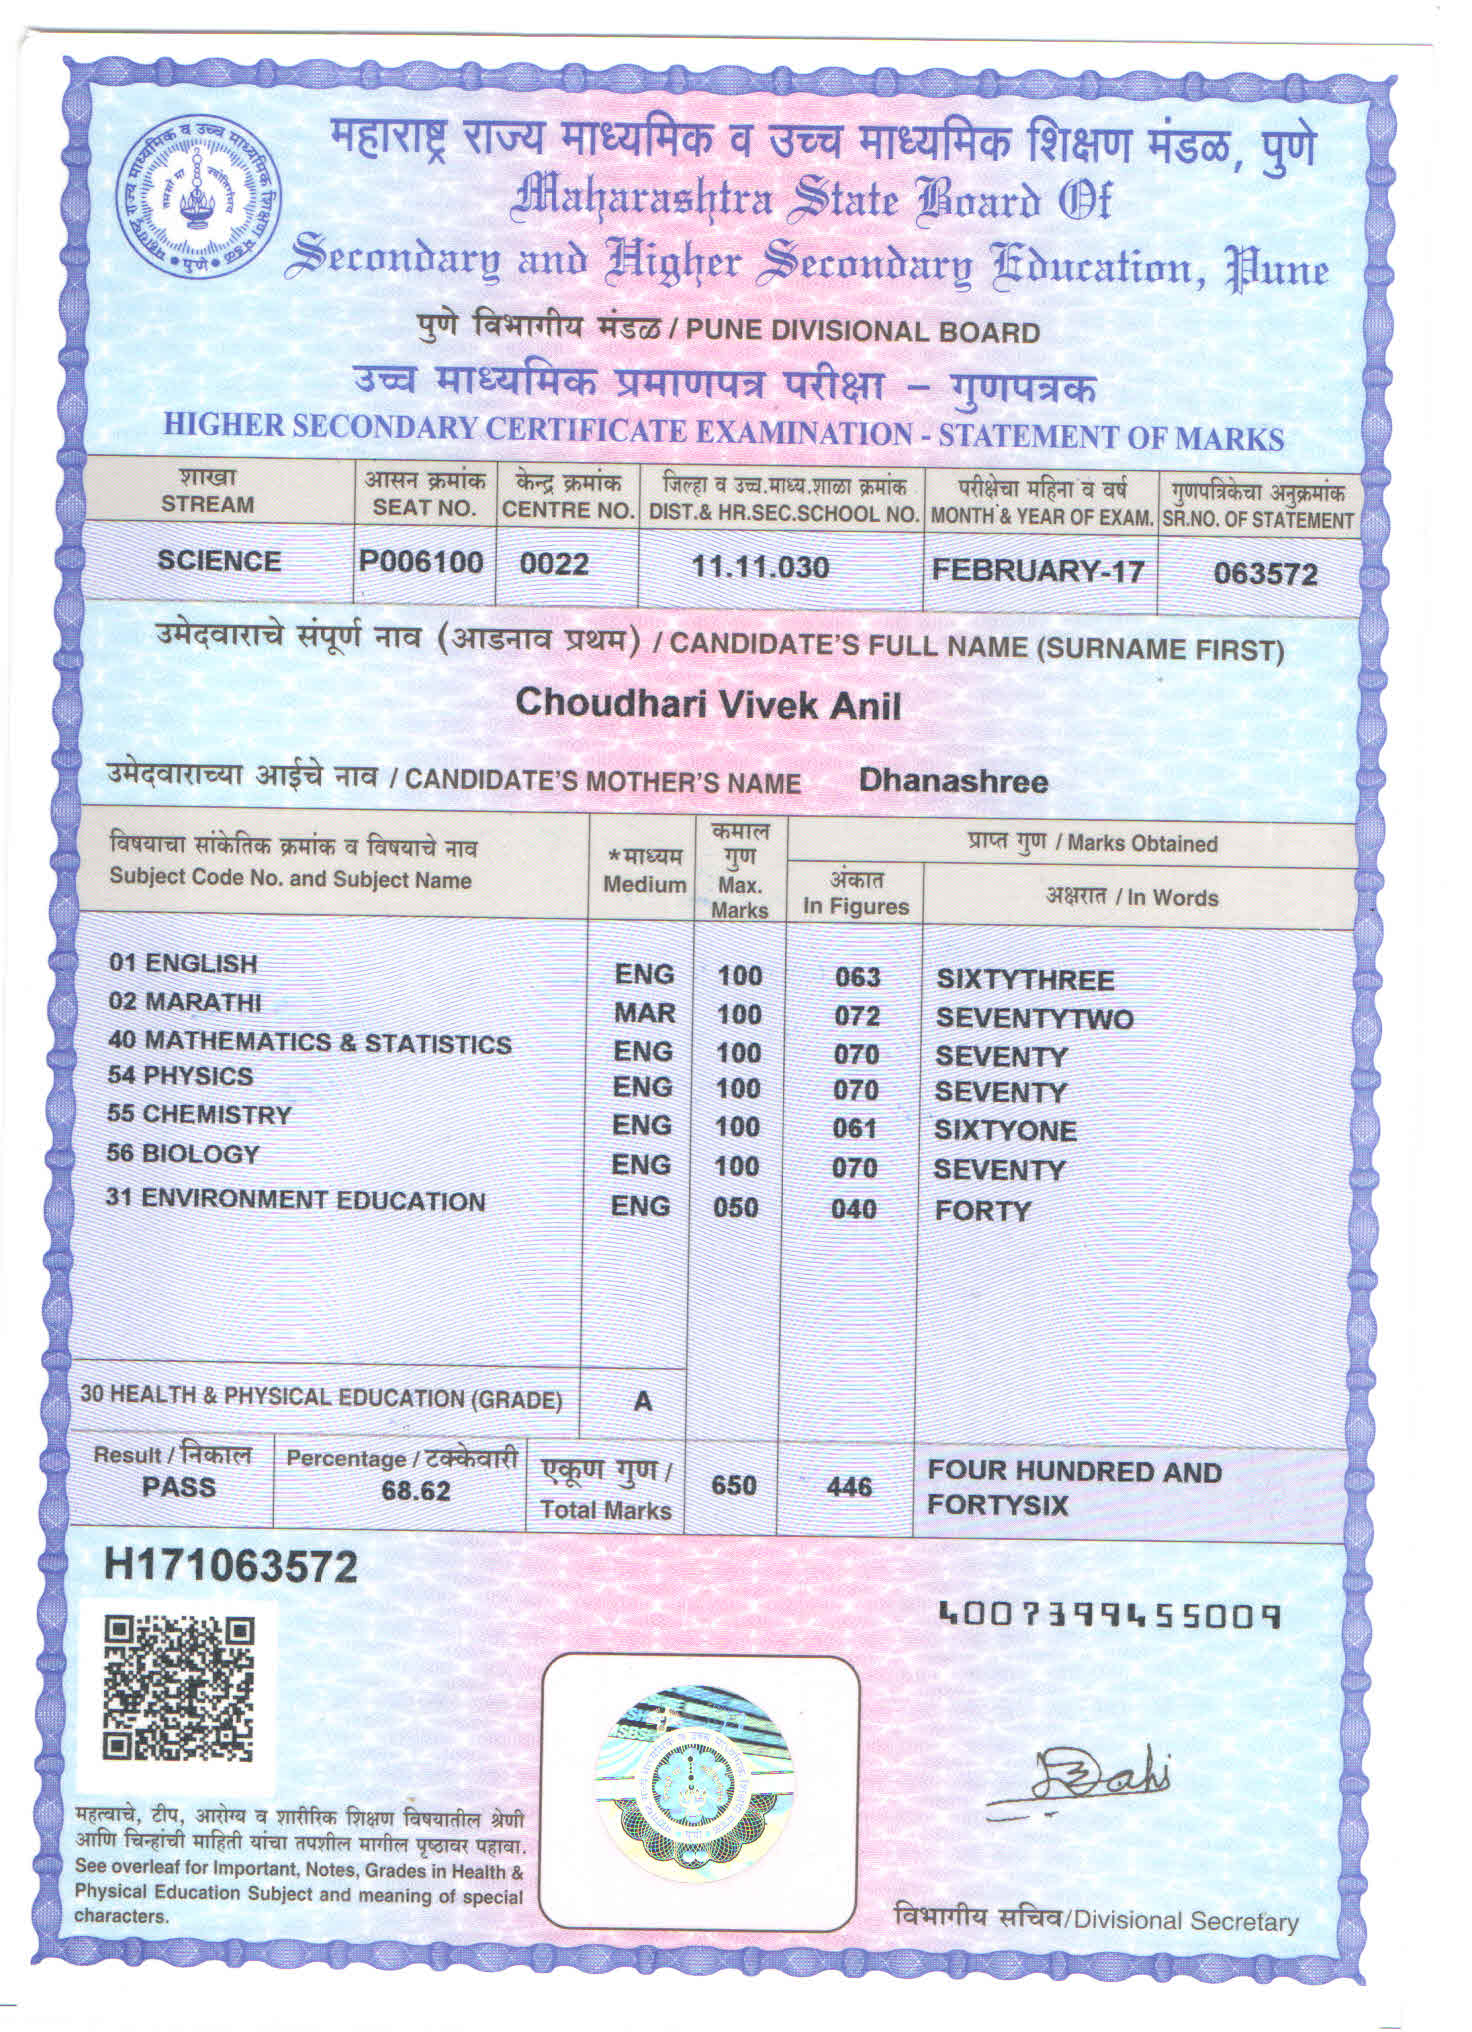 महाराष्ट्र राज्य माध्यमिक व उच्च माध्यमिक शिक्षण मंडळ, पुणे
Maharashtra State Board Of
Secondary and Higher Secondary Education, Pune
पुणे विभागीय मंडळ / PUNE DIVISIONAL BOARD
उच्च माध्यमिक प्रमाणपत्र परीक्षा – गुणपत्रक
HIGHER SECONDARY CERTIFICATE EXAMINATION - STATEMENT OF MARKS
शाखा आसन क्रमांक केन्द्र क्रमांक जिल्हा व उच्च.माध्य.शाळा क्रमांक परीक्षेचा महिना व वर्ष गुणपत्रिकेचा अनुक्रमांक
STREAM SEAT NO. CENTRE NO. DIST.& HR.SEC.SCHOOL NO. MONTH & YEAR OF EXAM. SR.NO. OF STATEMENT
SCIENCE P006100 0022 11.11.030 FEBRUARY-17 063572
उमेदवाराचे संपूर्ण नाव (आडनाव प्रथम) / CANDIDATE'S FULL NAME (SURNAME FIRST)
Choudhari Vivek Anil
उमेदवाराच्या आईचे नाव / CANDIDATE'S MOTHER'S NAME Dhanashree
विषयाचा सांकेतिक क्रमांक व विषयाचे नाव
Subject Code No. and Subject Name
*माध्यम
Medium
कमाल
गुण
Max.
Marks
प्राप्त गुण / Marks Obtained
अंकात
In Figures
अक्षरात / In Words
01 ENGLISH ENG 100 063 SIXTYTHREE
02 MARATHI MAR 100 072 SEVENTYTWO
40 MATHEMATICS & STATISTICS ENG 100 070 SEVENTY
54 PHYSICS ENG 100 070 SEVENTY
55 CHEMISTRY ENG 100 061 SIXTYONE
56 BIOLOGY ENG 100 070 SEVENTY
31 ENVIRONMENT EDUCATION ENG 050 040 FORTY
30 HEALTH & PHYSICAL EDUCATION (GRADE) A
Result / निकाल
PASS
Percentage / टक्केवारी
68.62
एकूण गुण /
Total Marks
650 446
FOUR HUNDRED AND
FORTYSIX
H171063572
4007399455009
महत्वाचे, टीप, आरोग्य व शारीरिक शिक्षण विषयातील श्रेणी
आणि चिन्हांची माहिती यांचा तपशील मागील पृष्ठावर पहावा.
See overleaf for Important, Notes, Grades in Health &
Physical Education Subject and meaning of special
characters.
विभागीय सचिव/Divisional Secretary